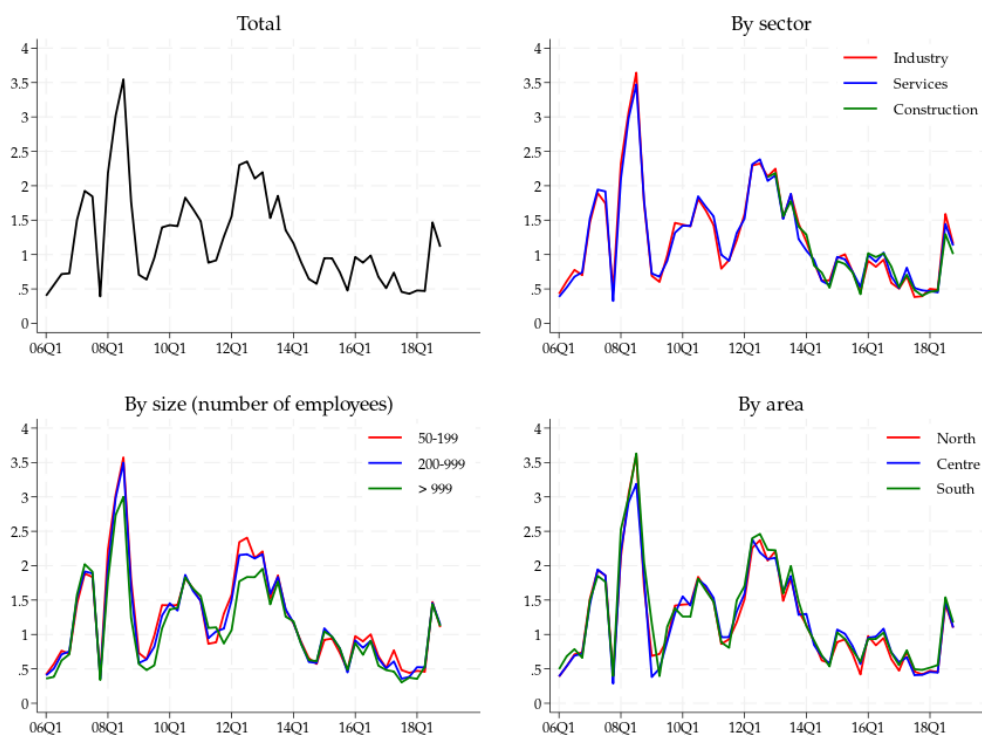 Total
4
3.5
3
2.5
2
1.5
1
.5
0
06Q1 08Q1 10Q1 12Q1 14Q1 16Q1 18Q1
By sector
4
3.5
3
2.5
2
1.5
1
.5
0
06Q1 08Q1 10Q1 12Q1 14Q1 16Q1 18Q1
Industry
Services
Construction
By size (number of employees)
4
3.5
3
2.5
2
1.5
1
.5
0
06Q1 08Q1 10Q1 12Q1 14Q1 16Q1 18Q1
50-199
200-999
> 999
By area
4
3.5
3
2.5
2
1.5
1
.5
0
06Q1 08Q1 10Q1 12Q1 14Q1 16Q1 18Q1
North
Centre
South